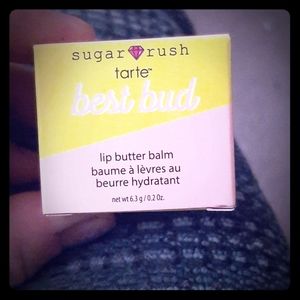 sugar rush
tarte™
best bud
lip butter balm
baume à lèvres au
beurre hydratant
net wt 6.3 g / 0.2 Oz.